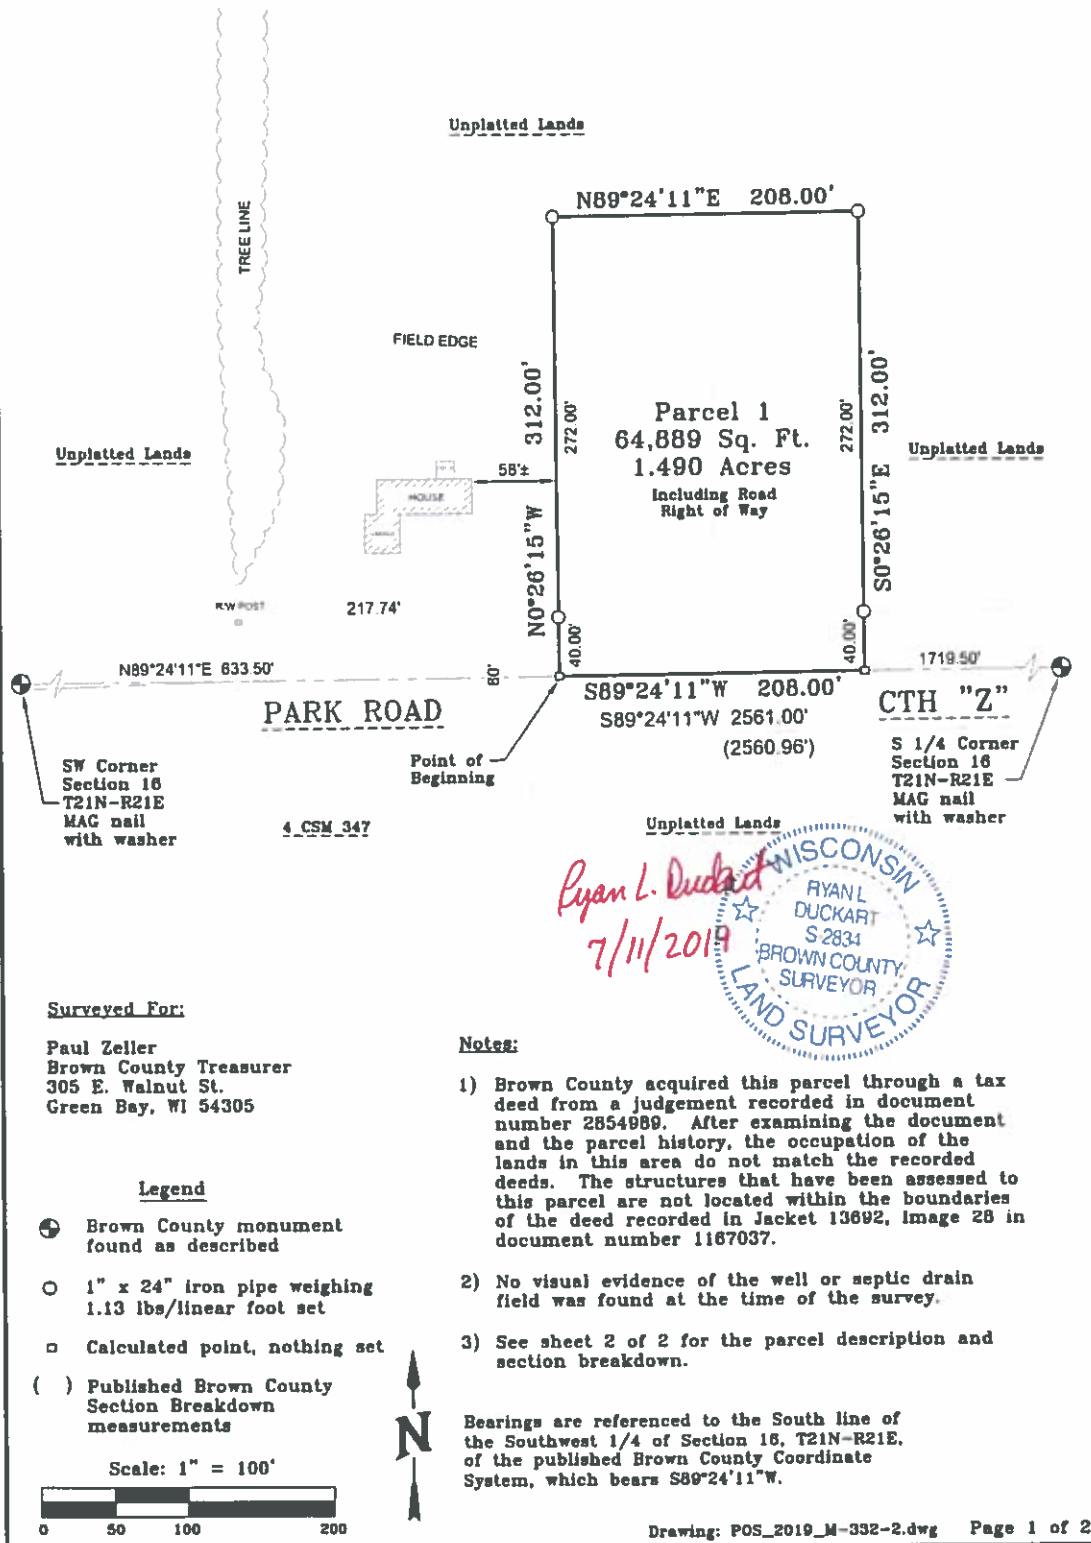 Unplatted Lands
N89°24'11"E 208.00'
TREE LINE
FIELD EDGE
312.00'
272.00'
N0°26'15"W
Parcel 1
64,889 Sq. Ft.
1.490 Acres
Including Road
Right of Way
272.00'
312.00'
S0°26'15"E
Unplatted Lands
Unplatted Lands
58'±
HOUSE
R/W POST
217.74'
40.00'
40.00'
N89°24'11"E 633.50'
80'
1719.50'
PARK ROAD
S89°24'11"W 208.00'
S89°24'11"W 2561.00'
(2560.96')
CTH "Z"
Point of
Beginning
SW Corner
Section 16
T21N-R21E
MAG nail
with washer
S 1/4 Corner
Section 16
T21N-R21E
MAG nail
with washer
4 CSM 347
Unplatted Lands
Ryan L. Duckart
7/11/2019
WISCONSIN
RYAN L
DUCKART
S-2834
BROWN COUNTY
SURVEYOR
LAND SURVEYOR
Surveyed For:
Paul Zeller
Brown County Treasurer
305 E. Walnut St.
Green Bay, WI 54305
Legend
Brown County monument
found as described
1" x 24" iron pipe weighing
1.13 lbs/linear foot set
Calculated point, nothing set
( ) Published Brown County
Section Breakdown
measurements
Scale: 1" = 100'
0 50 100 200
N
Notes:
1) Brown County acquired this parcel through a tax
deed from a judgement recorded in document
number 2854989. After examining the document
and the parcel history, the occupation of the
lands in this area do not match the recorded
deeds. The structures that have been assessed to
this parcel are not located within the boundaries
of the deed recorded in Jacket 13692, Image 28 in
document number 1167037.
2) No visual evidence of the well or septic drain
field was found at the time of the survey.
3) See sheet 2 of 2 for the parcel description and
section breakdown.
Bearings are referenced to the South line of
the Southwest 1/4 of Section 16, T21N-R21E,
of the published Brown County Coordinate
System, which bears S89°24'11"W.
Drawing: POS_2019_M-332-2.dwg Page 1 of 2